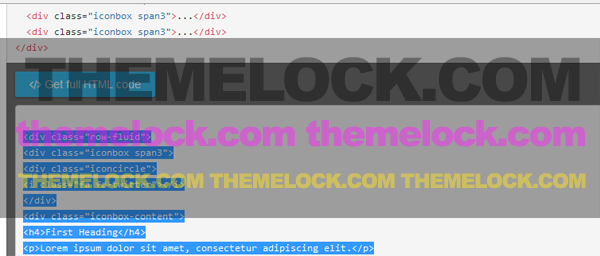 <div class="iconbox span3">...</div>
<div class="iconbox span3">...</div>
</div>
THEMELOCK.COM
</> Get full HTML code
<div class="row-fluid">
themelock.com themelock.com
<div class="iconbox span3">
<div class="iconcircle">
THEMELOCK.COM THEMELOCK.COM THEMELOCK.COM
</div>
<div class="iconbox-content">
<h4>First Heading</h4>
<p>Lorem ipsum dolor sit amet, consectetur adipiscing elit.</p>